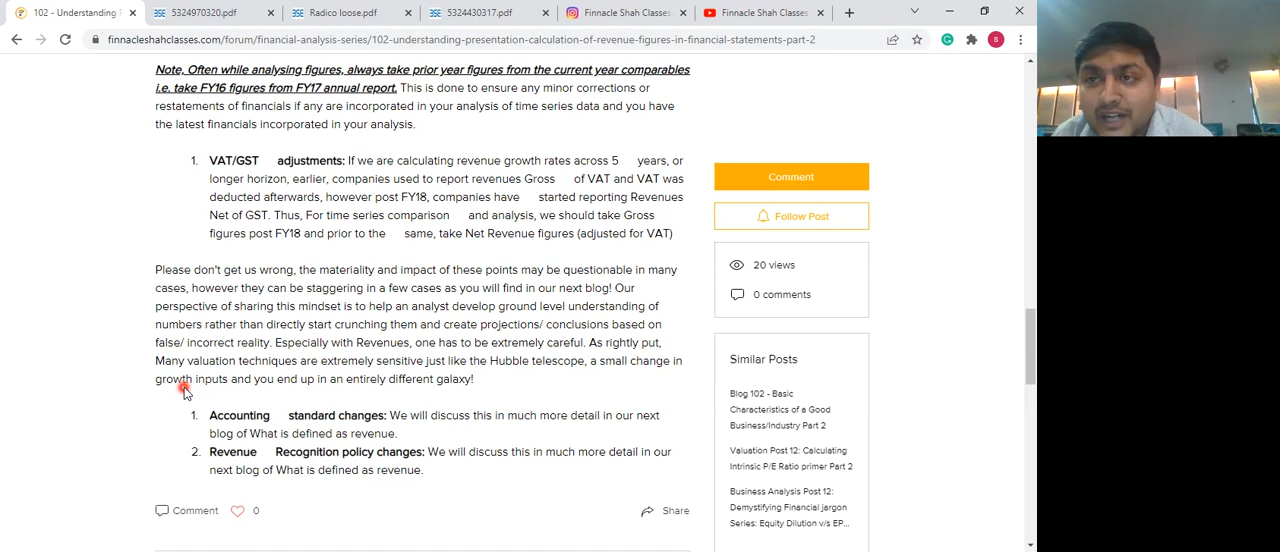 102 - Understanding
5324970320.pdf
Radico loose.pdf
5324430317.pdf
Finnacle Shah Classes
Finnacle Shah Classes
finnacleshahclasses.com/forum/financial-analysis-series/102-understanding-presentation-calculation-of-revenue-figures-in-financial-statements-part-2
S
Note, Often while analysing figures, always take prior year figures from the current year comparables
i.e. take FY16 figures from FY17 annual report. This is done to ensure any minor corrections or
restatements of financials if any are incorporated in your analysis of time series data and you have
the latest financials incorporated in your analysis.
1. VAT/GST adjustments: If we are calculating revenue growth rates across 5 years, or
longer horizon, earlier, companies used to report revenues Gross of VAT and VAT was
deducted afterwards, however post FY18, companies have started reporting Revenues
Net of GST. Thus, For time series comparison and analysis, we should take Gross
figures post FY18 and prior to the same, take Net Revenue figures (adjusted for VAT)
Please don't get us wrong, the materiality and impact of these points may be questionable in many
cases, however they can be staggering in a few cases as you will find in our next blog! Our
perspective of sharing this mindset is to help an analyst develop ground level understanding of
numbers rather than directly start crunching them and create projections/ conclusions based on
false/ incorrect reality. Especially with Revenues, one has to be extremely careful. As rightly put,
Many valuation techniques are extremely sensitive just like the Hubble telescope, a small change in
growth inputs and you end up in an entirely different galaxy!
1. Accounting standard changes: We will discuss this in much more detail in our next
blog of What is defined as revenue.
2. Revenue Recognition policy changes: We will discuss this in much more detail in our
next blog of What is defined as revenue.
Comment
0
Share
Comment
Follow Post
20 views
0 comments
Similar Posts
Blog 102 - Basic
Characteristics of a Good
Business/Industry Part 2
Valuation Post 12: Calculating
Intrinsic P/E Ratio primer Part 2
Business Analysis Post 12:
Demystifying Financial jargon
Series: Equity Dilution v/s EP...